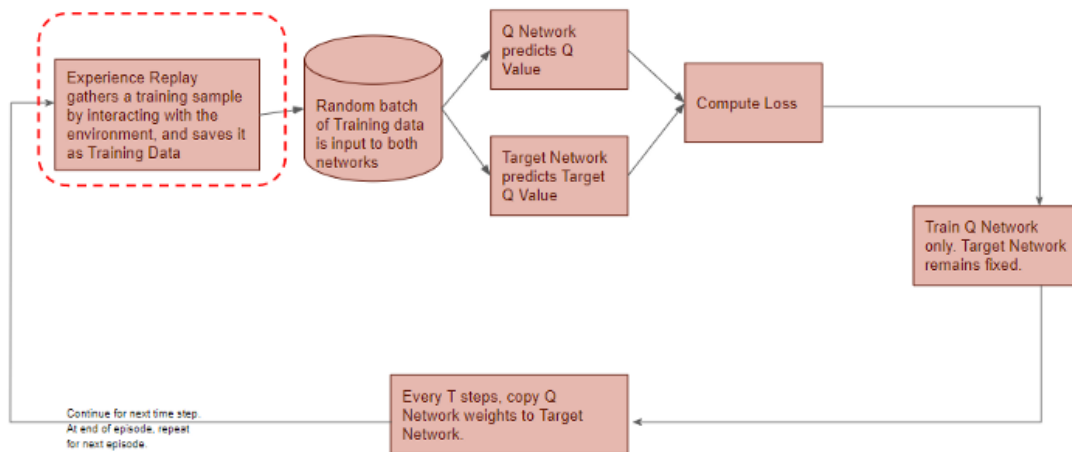 Experience Replay
gathers a training sample
by interacting with the
environment, and saves it
as Training Data
Random batch
of Training data
is input to both
networks
Q Network
predicts Q
Value
Target Network
predicts Target
Q Value
Compute Loss
Train Q Network
only. Target Network
remains fixed.
Every T steps, copy Q
Network weights to Target
Network.
Continue for next time step.
At end of episode, repeat
for next episode.